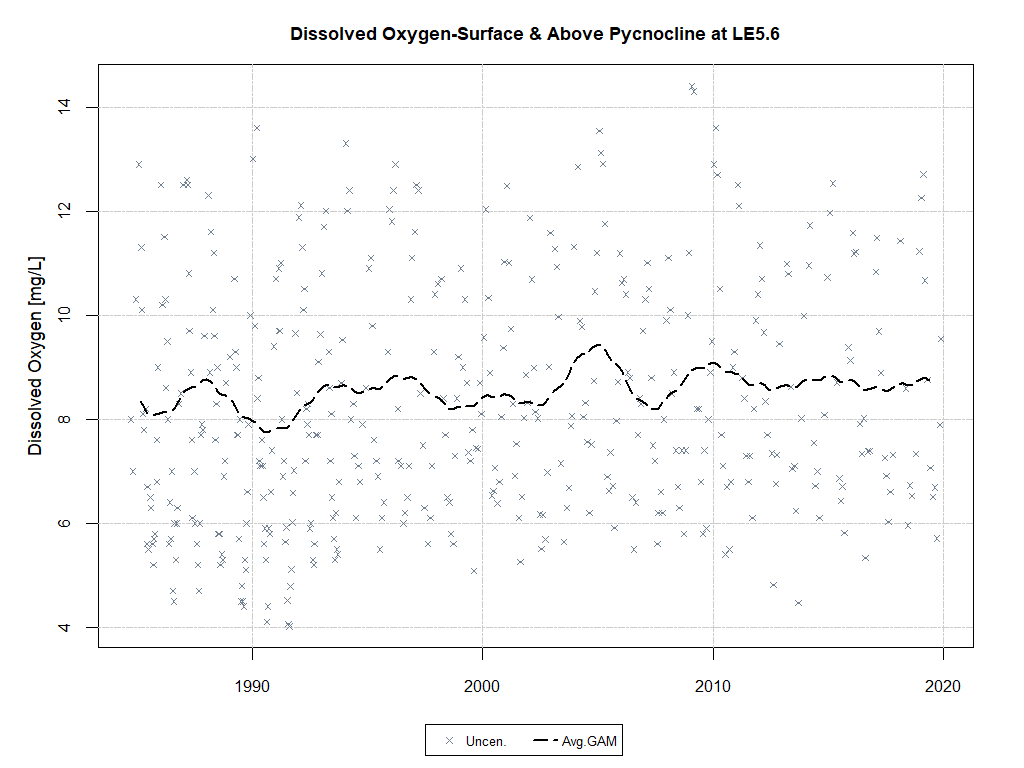 Dissolved Oxygen-Surface & Above Pycnocline at LE5.6
Dissolved Oxygen [mg/L]
14
12
10
8
6
4
1990 2000 2010 2020
Uncen. Avg.GAM